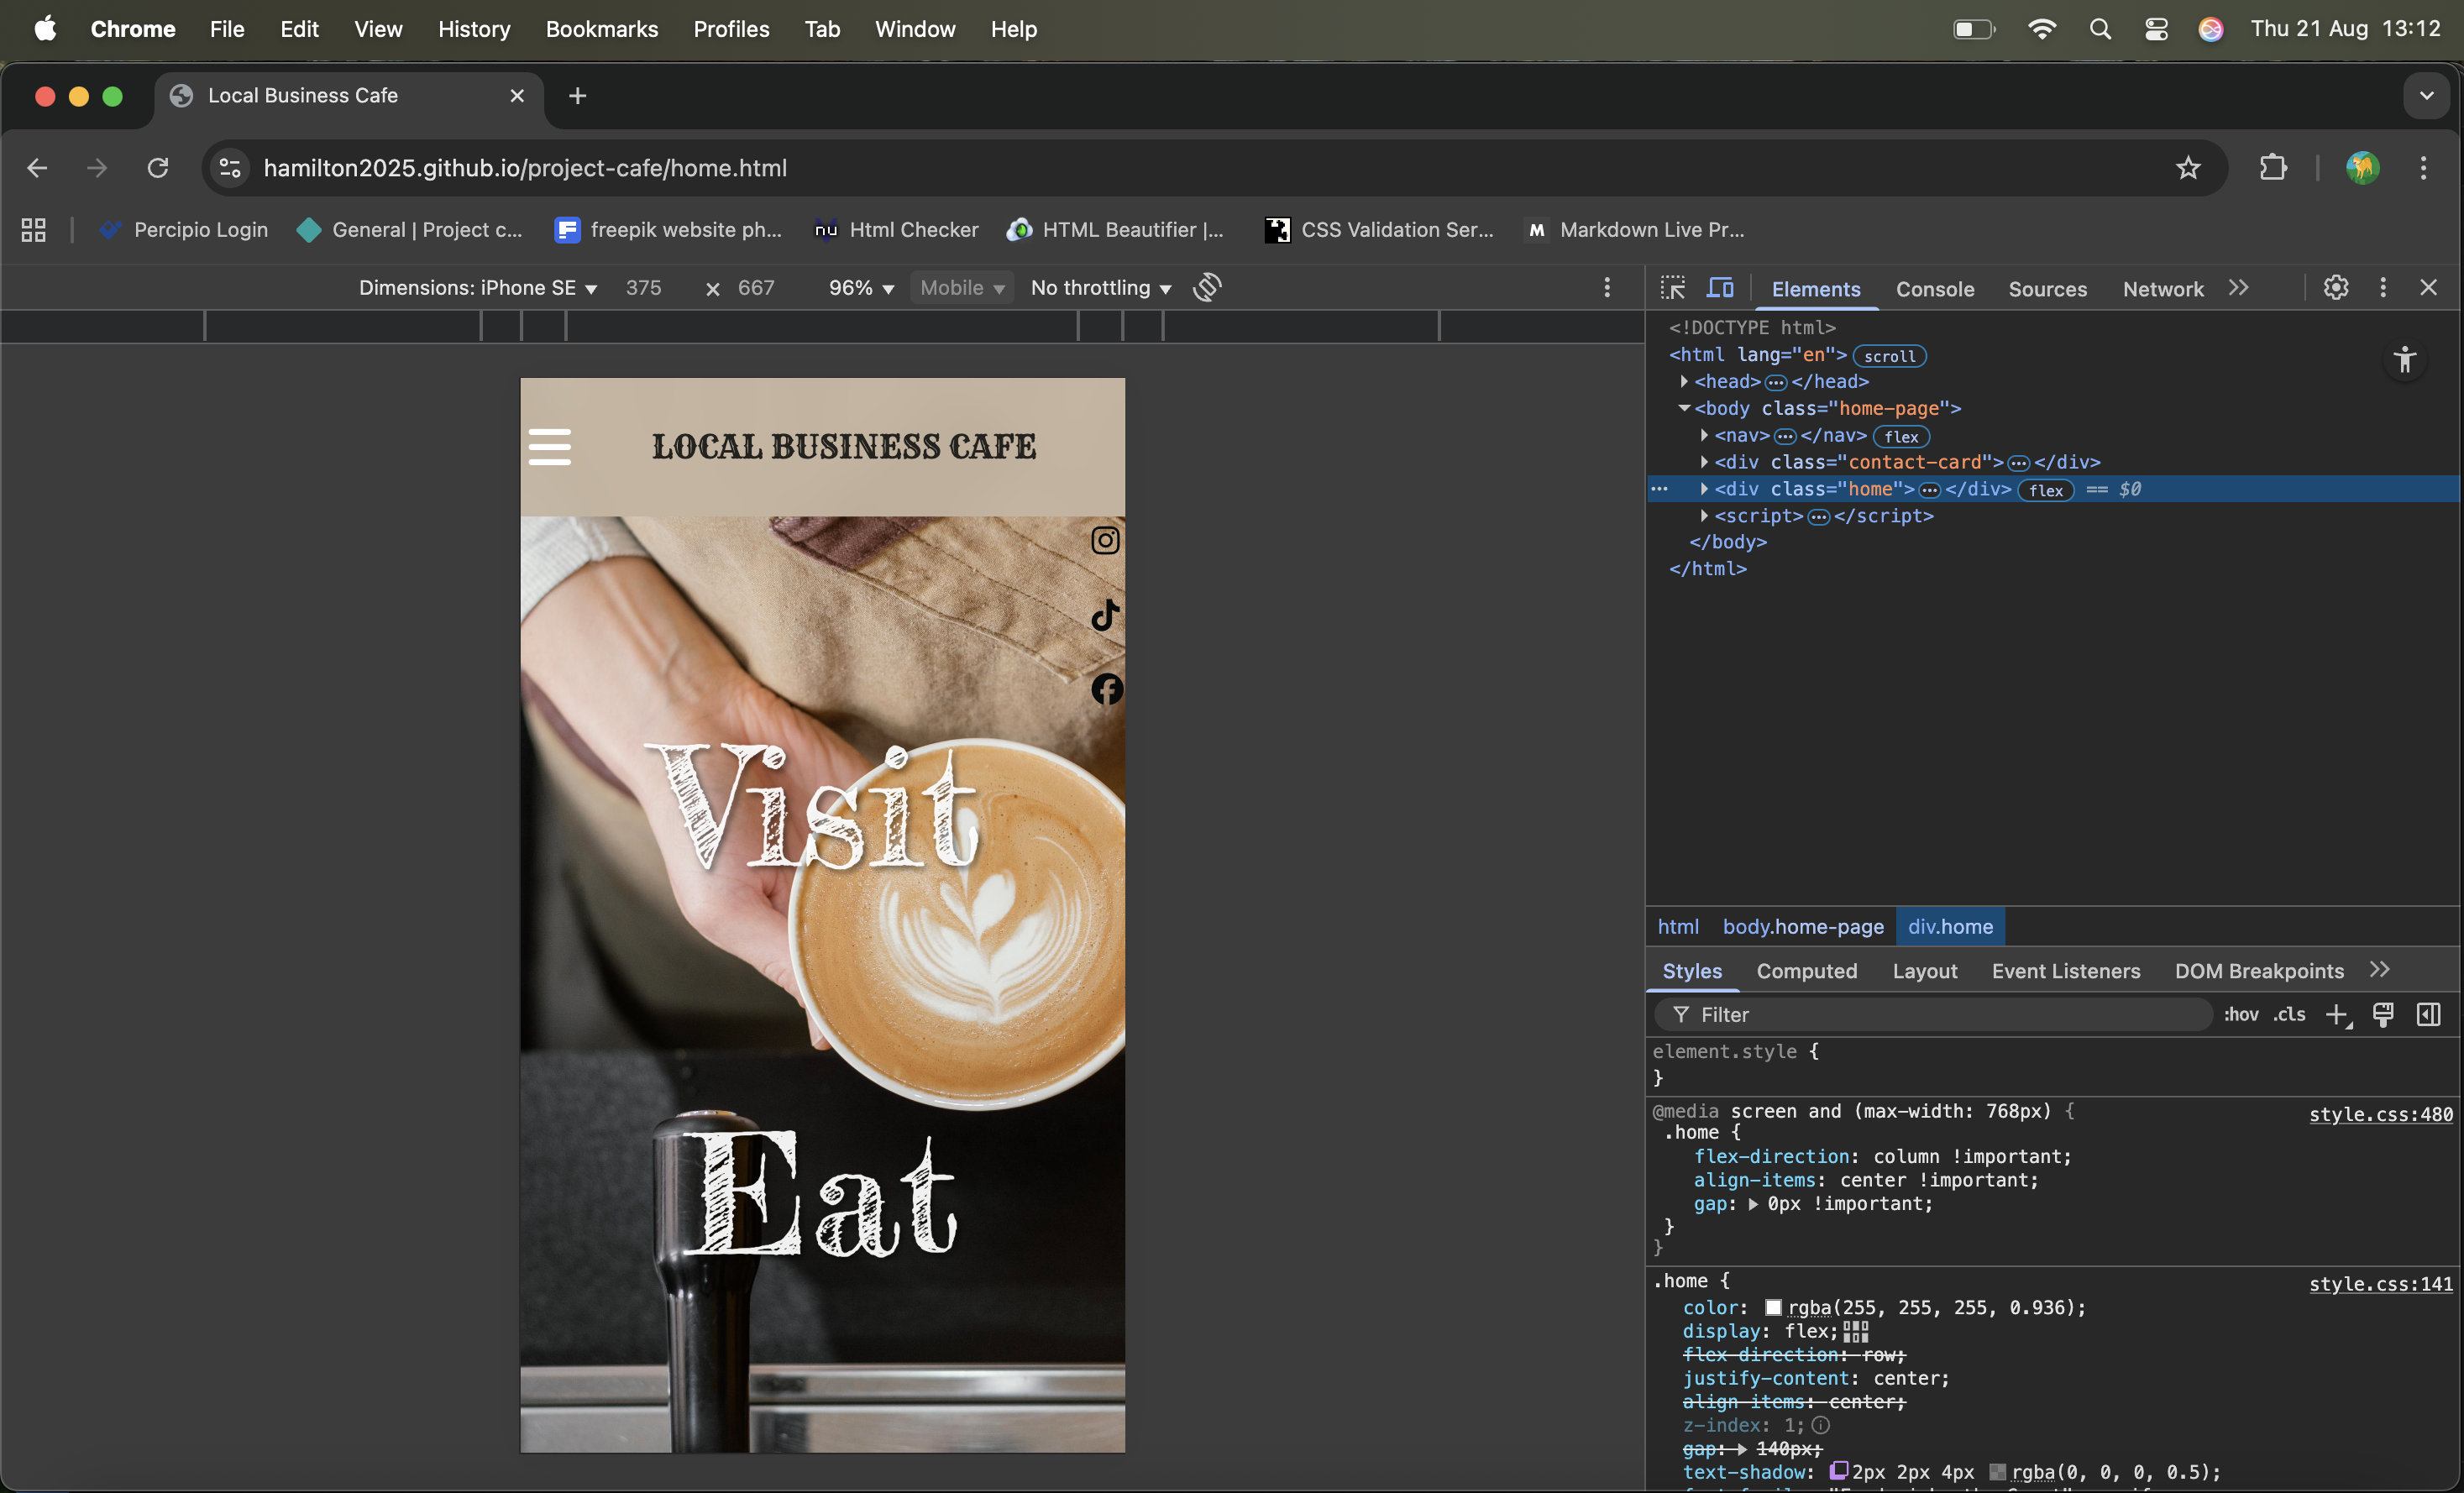 Chrome File Edit View History Bookmarks Profiles Tab Window Help Thu 21 Aug 13:12
Local Business Cafe
hamilton2025.github.io/project-cafe/home.html
Percipio Login General | Project c... freepik website ph... nu Html Checker HTML Beautifier |... CSS Validation Ser... M Markdown Live Pr...
Dimensions: iPhone SE 375 x 667 96% Mobile No throttling
Elements Console Sources Network
LOCAL BUSINESS CAFE
Visit
Eat
<!DOCTYPE html>
<html lang="en"> scroll
<head> ... </head>
<body class="home-page">
<nav> ... </nav> flex
<div class="contact-card"> ... </div>
... <div class="home"> ... </div> flex == $0
<script> ... </script>
</body>
</html>
html body.home-page div.home
Styles Computed Layout Event Listeners DOM Breakpoints
Filter :hov .cls
element.style {
}
@media screen and (max-width: 768px) { style.css:480
.home {
flex-direction: column !important;
align-items: center !important;
gap: 0px !important;
}
}
.home { style.css:141
color: rgba(255, 255, 255, 0.936);
display: flex;
flex-direction: row;
justify-content: center;
align-items: center;
z-index: 1;
gap: 140px;
text-shadow: 2px 2px 4px rgba(0, 0, 0, 0.5);